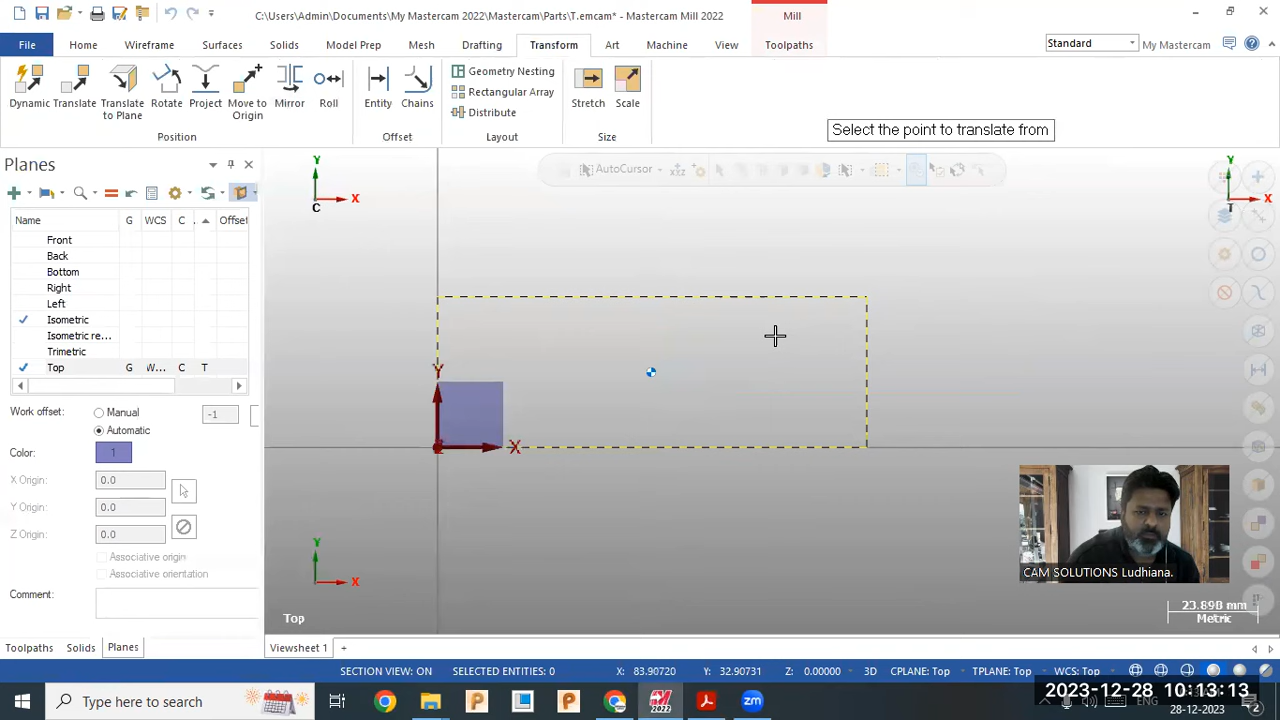 C:\Users\Admin\Documents\My Mastercam 2022\Mastercam\Parts\T.emcam* - Mastercam Mill 2022
Mill
File Home Wireframe Surfaces Solids Model Prep Mesh Drafting Transform Art Machine View Toolpaths
Standard
My Mastercam
Dynamic Translate Translate to Plane Rotate Project Move to Origin Mirror Roll
Entity Chains
Geometry Nesting
Rectangular Array
Distribute
Stretch Scale
Position Offset Layout Size
Select the point to translate from
Planes
AutoCursor
Name G WCS C Offset
Front
Back
Bottom
Right
Left
Isometric
Isometric re...
Trimetric
Top G W... C T
Work offset: Manual -1
Automatic
Color: 1
X Origin: 0.0
Y Origin: 0.0
Z Origin: 0.0
Associative origin
Associative orientation
Comment:
Y
X
C
Y
X
T
Y
X
Y
X
Top
CAM SOLUTIONS Ludhiana.
23.890 mm
Metric
Toolpaths Solids Planes
Viewsheet 1 +
SECTION VIEW: ON SELECTED ENTITIES: 0 X: 83.90720 Y: 32.90731 Z: 0.00000 3D CPLANE: Top TPLANE: Top WCS: Top
Type here to search
2022
zm
ENG
2023-12-28 10:13:13
28-12-2023
2